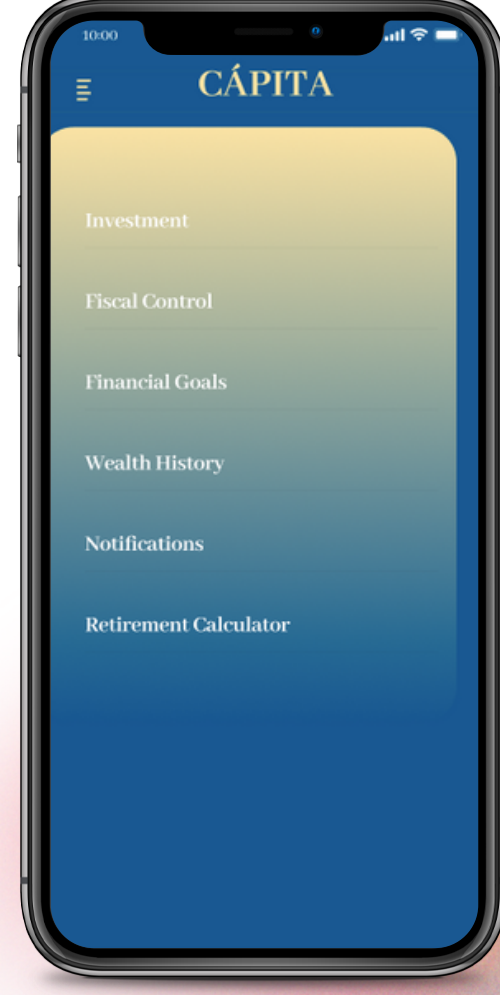 10:00
CÁPITA
Investment
Fiscal Control
Financial Goals
Wealth History
Notifications
Retirement Calculator